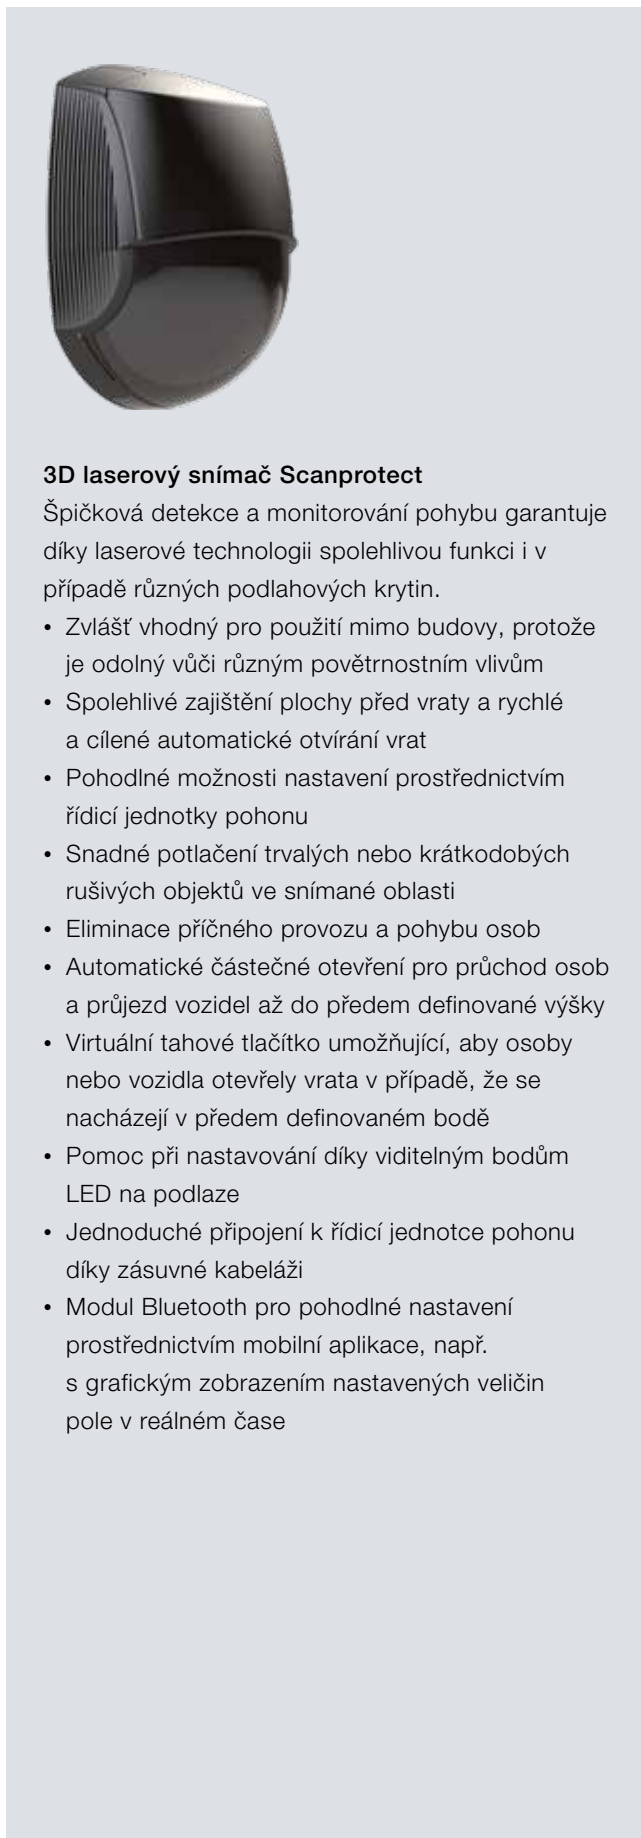 3D laserový snímač Scanprotect
Špičková detekce a monitorování pohybu garantuje
díky laserové technologii spolehlivou funkci i v
případě různých podlahových krytin.
• Zvlášť vhodný pro použití mimo budovy, protože
je odolný vůči různým povětrnostním vlivům
• Spolehlivé zajištění plochy před vraty a rychlé
a cílené automatické otvírání vrat
• Pohodlné možnosti nastavení prostřednictvím
řídicí jednotky pohonu
• Snadné potlačení trvalých nebo krátkodobých
rušivých objektů ve snímané oblasti
• Eliminace příčného provozu a pohybu osob
• Automatické částečné otevření pro průchod osob
a průjezd vozidel až do předem definované výšky
• Virtuální tahové tlačítko umožňující, aby osoby
nebo vozidla otevřely vrata v případě, že se
nacházejí v předem definovaném bodě
• Pomoc při nastavování díky viditelným bodům
LED na podlaze
• Jednoduché připojení k řídicí jednotce pohonu
díky zásuvné kabeláži
• Modul Bluetooth pro pohodlné nastavení
prostřednictvím mobilní aplikace, např.
s grafickým zobrazením nastavených veličin
pole v reálném čase